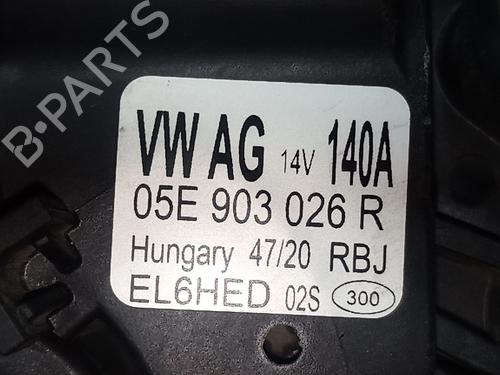 B-PARTS
VW AG 14V 140A
05E 903 026 R
Hungary 47/20 RBJ
EL6HED 02S 300